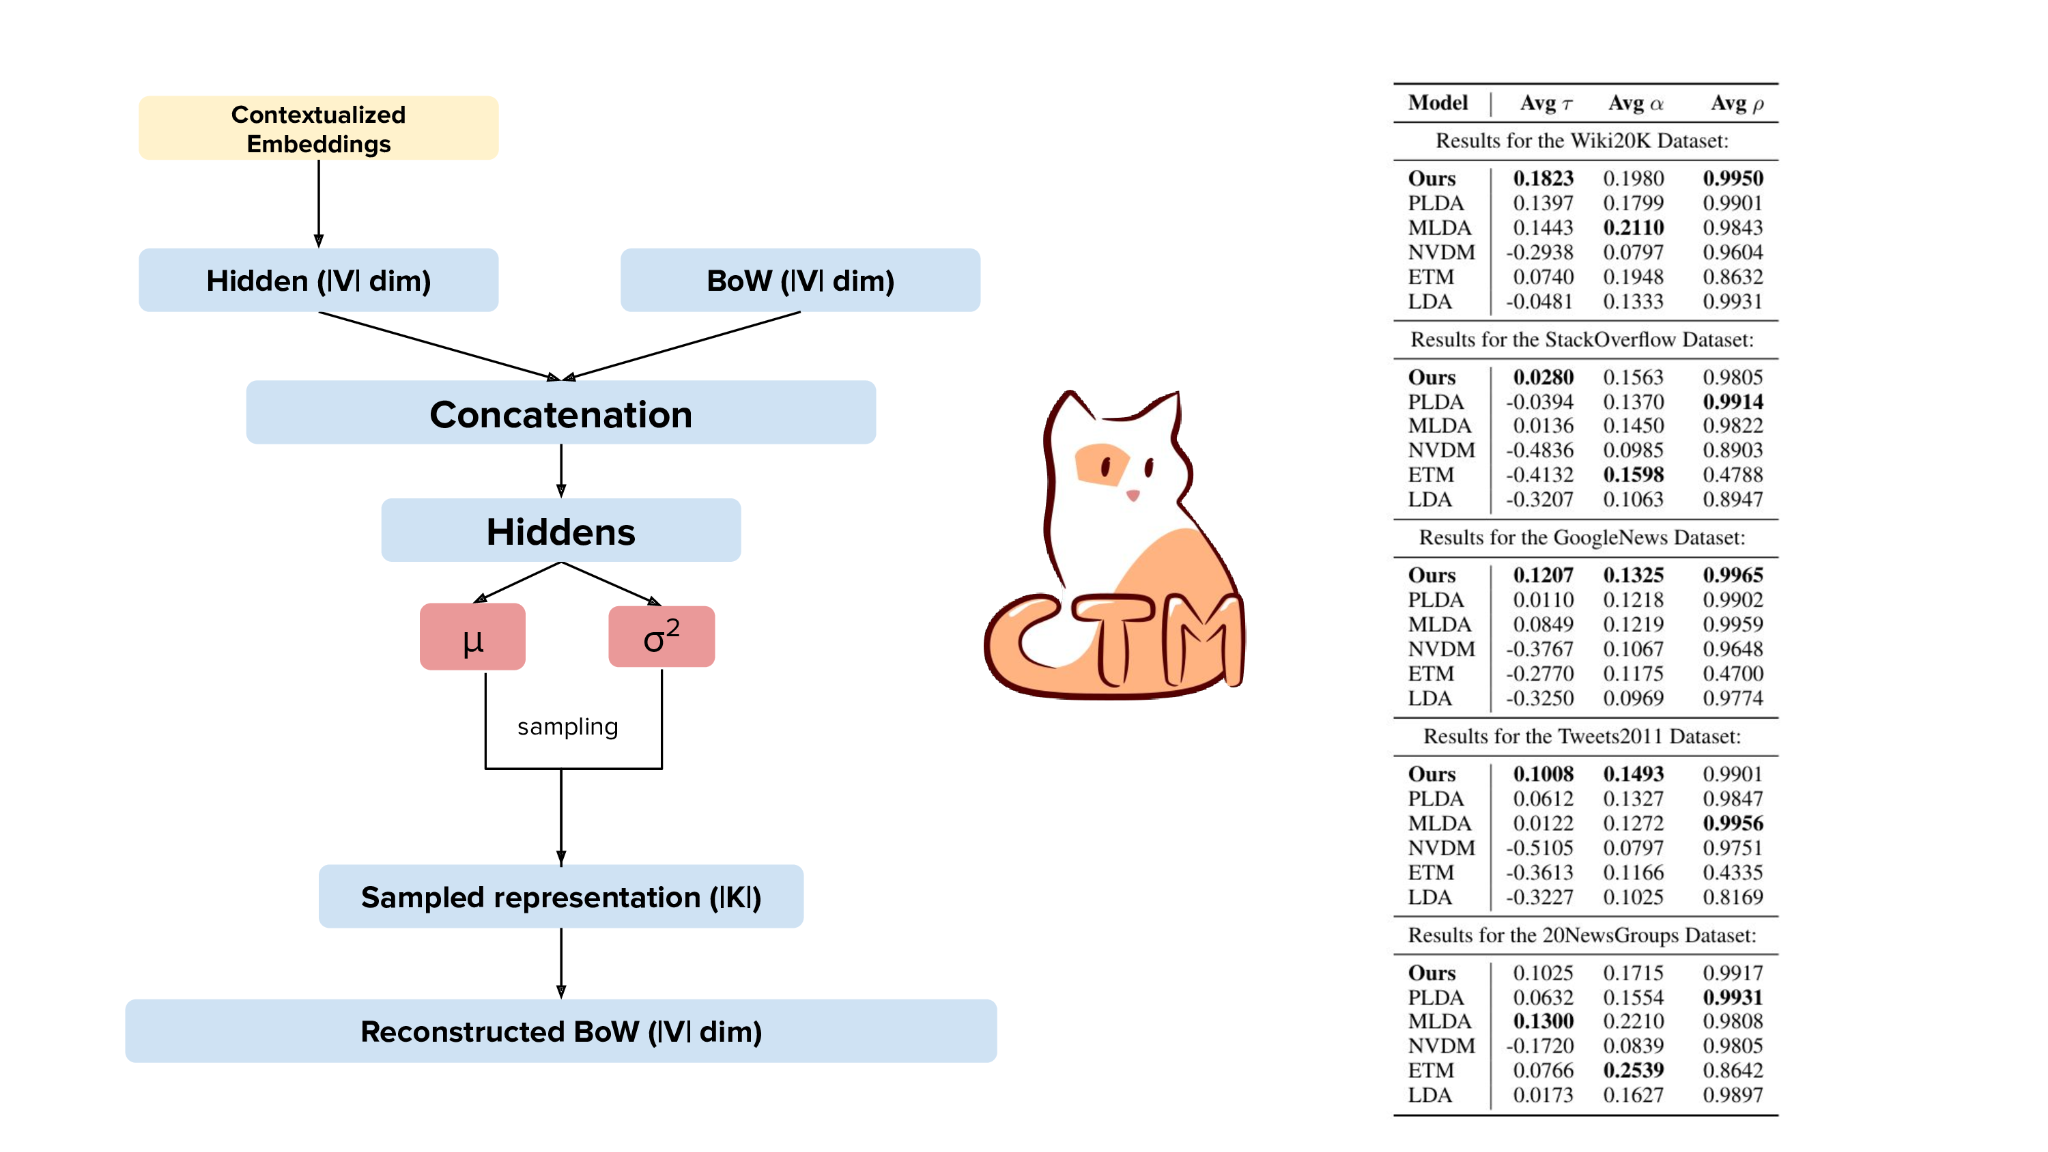 Contextualized
Embeddings
Hidden (|V| dim)
BoW (|V| dim)
Concatenation
Hiddens
μ
σ²
sampling
Sampled representation (|K|)
Reconstructed BoW (|V| dim)
CTM
Model Avg τ Avg α Avg ρ
Results for the Wiki20K Dataset:
Ours 0.1823 0.1980 0.9950
PLDA 0.1397 0.1799 0.9901
MLDA 0.1443 0.2110 0.9843
NVDM -0.2938 0.0797 0.9604
ETM 0.0740 0.1948 0.8632
LDA -0.0481 0.1333 0.9931
Results for the StackOverflow Dataset:
Ours 0.0280 0.1563 0.9805
PLDA -0.0394 0.1370 0.9914
MLDA 0.0136 0.1450 0.9822
NVDM -0.4836 0.0985 0.8903
ETM -0.4132 0.1598 0.4788
LDA -0.3207 0.1063 0.8947
Results for the GoogleNews Dataset:
Ours 0.1207 0.1325 0.9965
PLDA 0.0110 0.1218 0.9902
MLDA 0.0849 0.1219 0.9959
NVDM -0.3767 0.1067 0.9648
ETM -0.2770 0.1175 0.4700
LDA -0.3250 0.0969 0.9774
Results for the Tweets2011 Dataset:
Ours 0.1008 0.1493 0.9901
PLDA 0.0612 0.1327 0.9847
MLDA 0.0122 0.1272 0.9956
NVDM -0.5105 0.0797 0.9751
ETM -0.3613 0.1166 0.4335
LDA -0.3227 0.1025 0.8169
Results for the 20NewsGroups Dataset:
Ours 0.1025 0.1715 0.9917
PLDA 0.0632 0.1554 0.9931
MLDA 0.1300 0.2210 0.9808
NVDM -0.1720 0.0839 0.9805
ETM 0.0766 0.2539 0.8642
LDA 0.0173 0.1627 0.9897